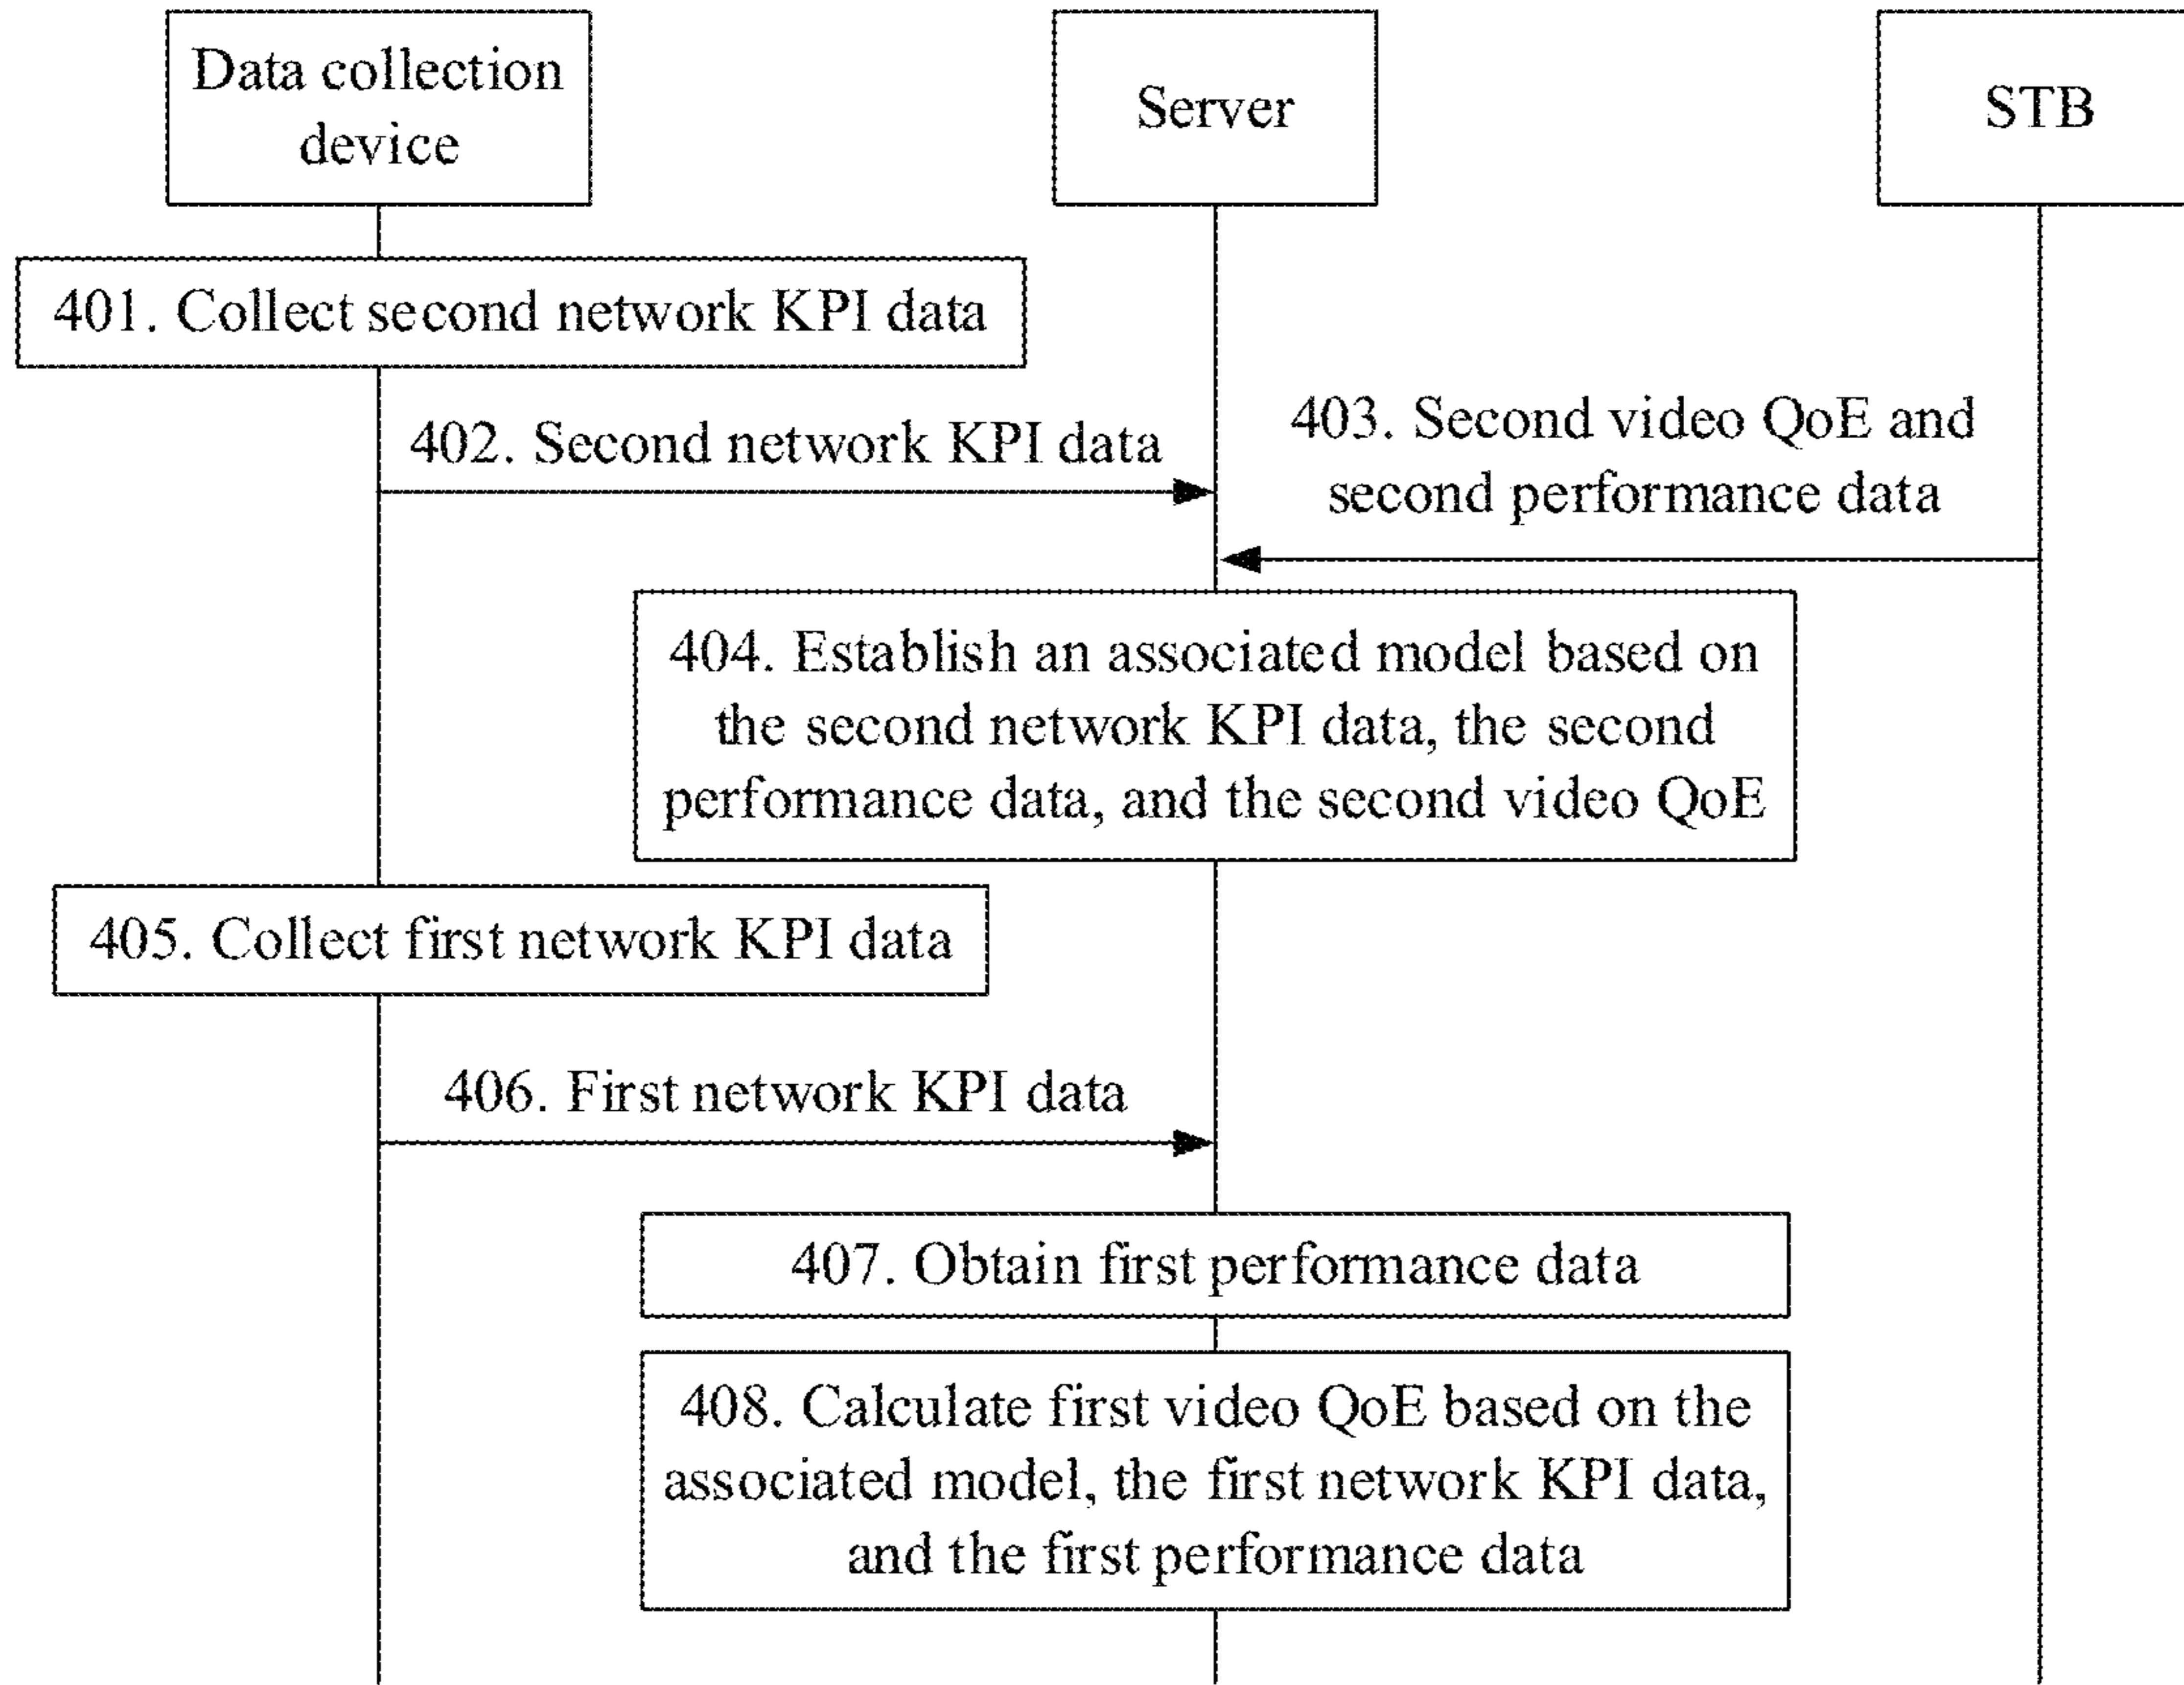 Data collection
device
Server
STB
401. Collect second network KPI data
402. Second network KPI data
403. Second video QoE and
second performance data
404. Establish an associated model based on
the second network KPI data, the second
performance data, and the second video QoE
405. Collect first network KPI data
406. First network KPI data
407. Obtain first performance data
408. Calculate first video QoE based on the
associated model, the first network KPI data,
and the first performance data